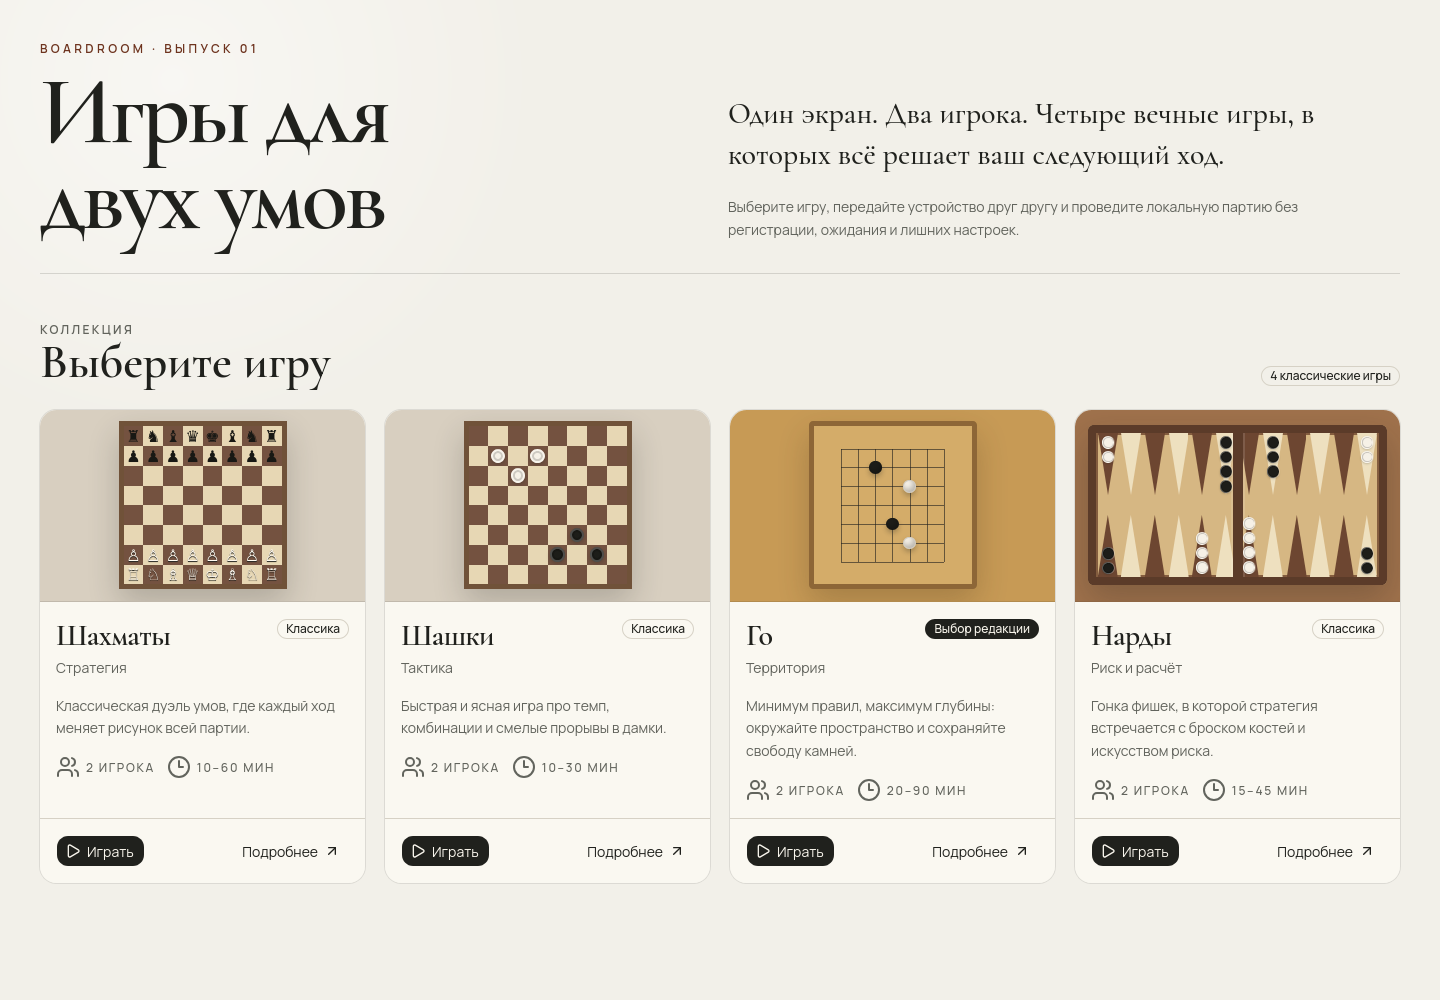 BOARDROOM · ВЫПУСК 01
Игры для
двух умов
Один экран. Два игрока. Четыре вечные игры, в
которых всё решает ваш следующий ход.
Выберите игру, передайте устройство друг другу и проведите локальную партию без
регистрации, ожидания и лишних настроек.
КОЛЛЕКЦИЯ
Выберите игру
4 классические игры
Шахматы
Классика
Стратегия
Классическая дуэль умов, где каждый ход
меняет рисунок всей партии.
2 ИГРОКА
10–60 МИН
Играть
Подробнее
Шашки
Классика
Тактика
Быстрая и ясная игра про темп,
комбинации и смелые прорывы в дамки.
2 ИГРОКА
10–30 МИН
Играть
Подробнее
Го
Выбор редакции
Территория
Минимум правил, максимум глубины:
окружайте пространство и сохраняйте
свободу камней.
2 ИГРОКА
20–90 МИН
Играть
Подробнее
Нарды
Классика
Риск и расчёт
Гонка фишек, в которой стратегия
встречается с броском костей и
искусством риска.
2 ИГРОКА
15–45 МИН
Играть
Подробнее